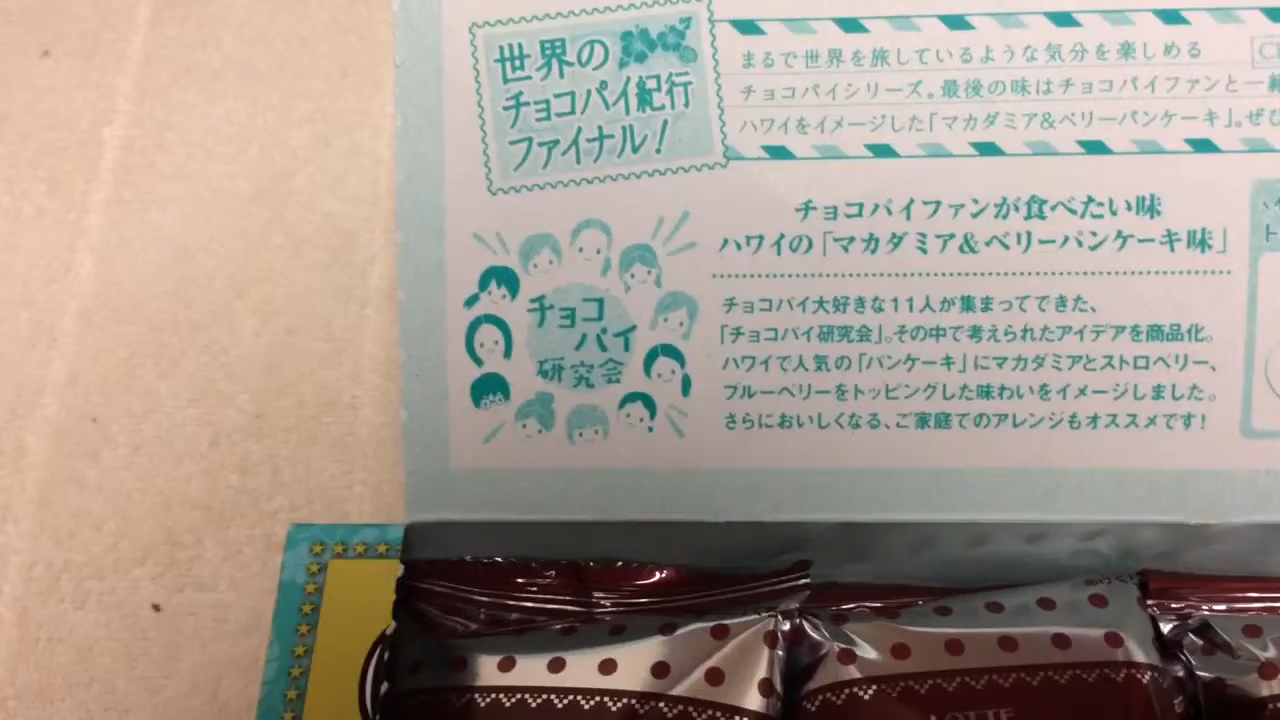 世界の
チョコパイ紀行
ファイナル！
まるで世界を旅しているような気分を楽しめる
チョコパイシリーズ。最後の味はチョコパイファンと一緒
ハワイをイメージした「マカダミア&ベリーパンケーキ」。ぜひ
チョコパイファンが食べたい味
ハワイの「マカダミア&ベリーパンケーキ味」
チョコ
パイ
研究会
チョコパイ大好きな11人が集まってできた、
「チョコパイ研究会」。その中で考えられたアイデアを商品化。
ハワイで人気の「パンケーキ」にマカダミアとストロベリー、
ブルーベリーをトッピングした味わいをイメージしました。
さらにおいしくなる、ご家庭でのアレンジもオススメです！
LOTTE